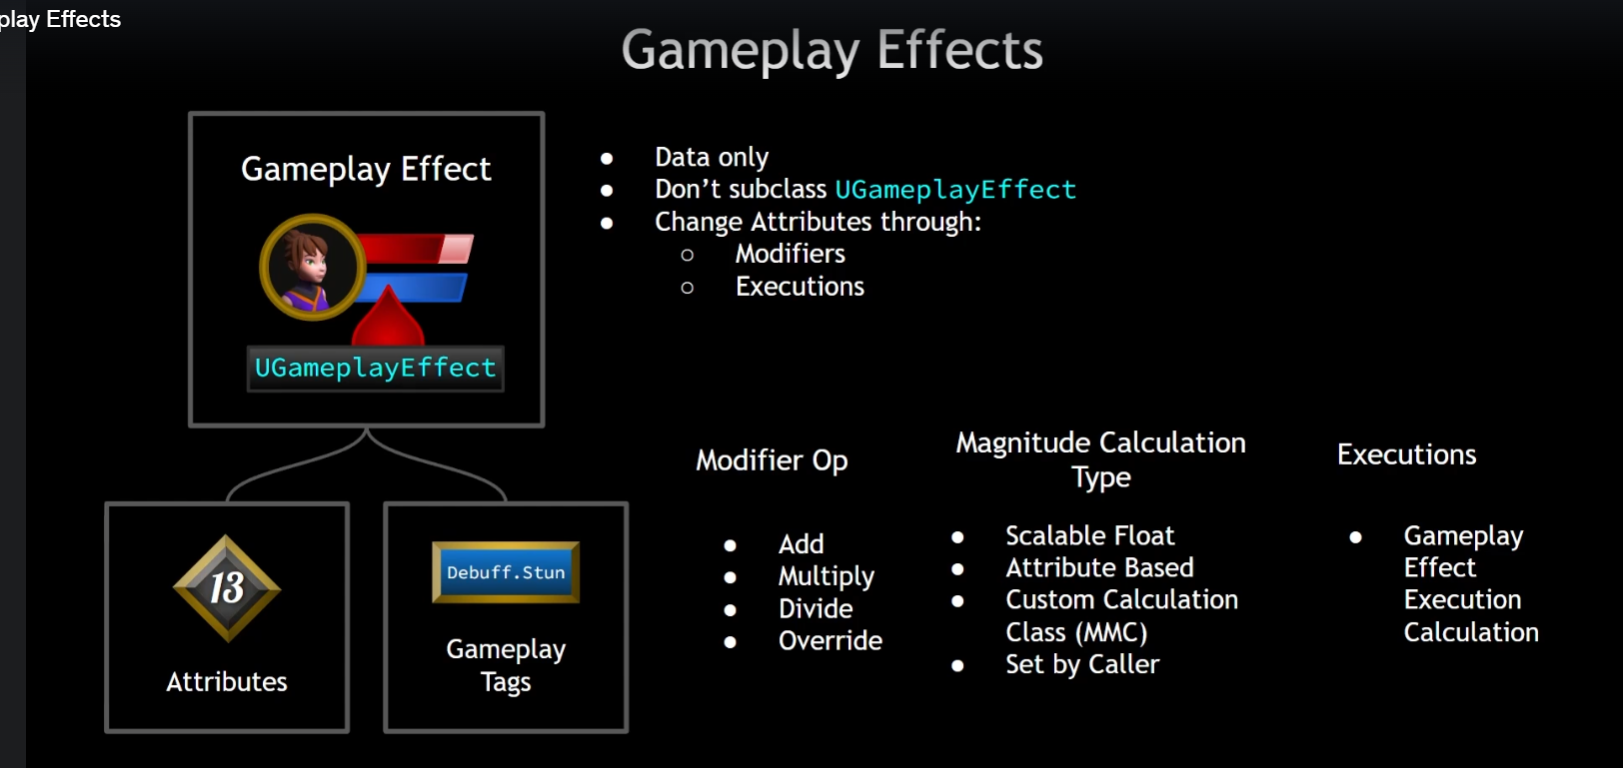 play Effects
Gameplay Effects
Gameplay Effect
UGameplayEffect
Data only
Don’t subclass UGameplayEffect
Change Attributes through:
Modifiers
Executions
13
Attributes
Debuff.Stun
Gameplay
Tags
Modifier Op
Add
Multiply
Divide
Override
Magnitude Calculation
Type
Scalable Float
Attribute Based
Custom Calculation
Class (MMC)
Set by Caller
Executions
Gameplay
Effect
Execution
Calculation